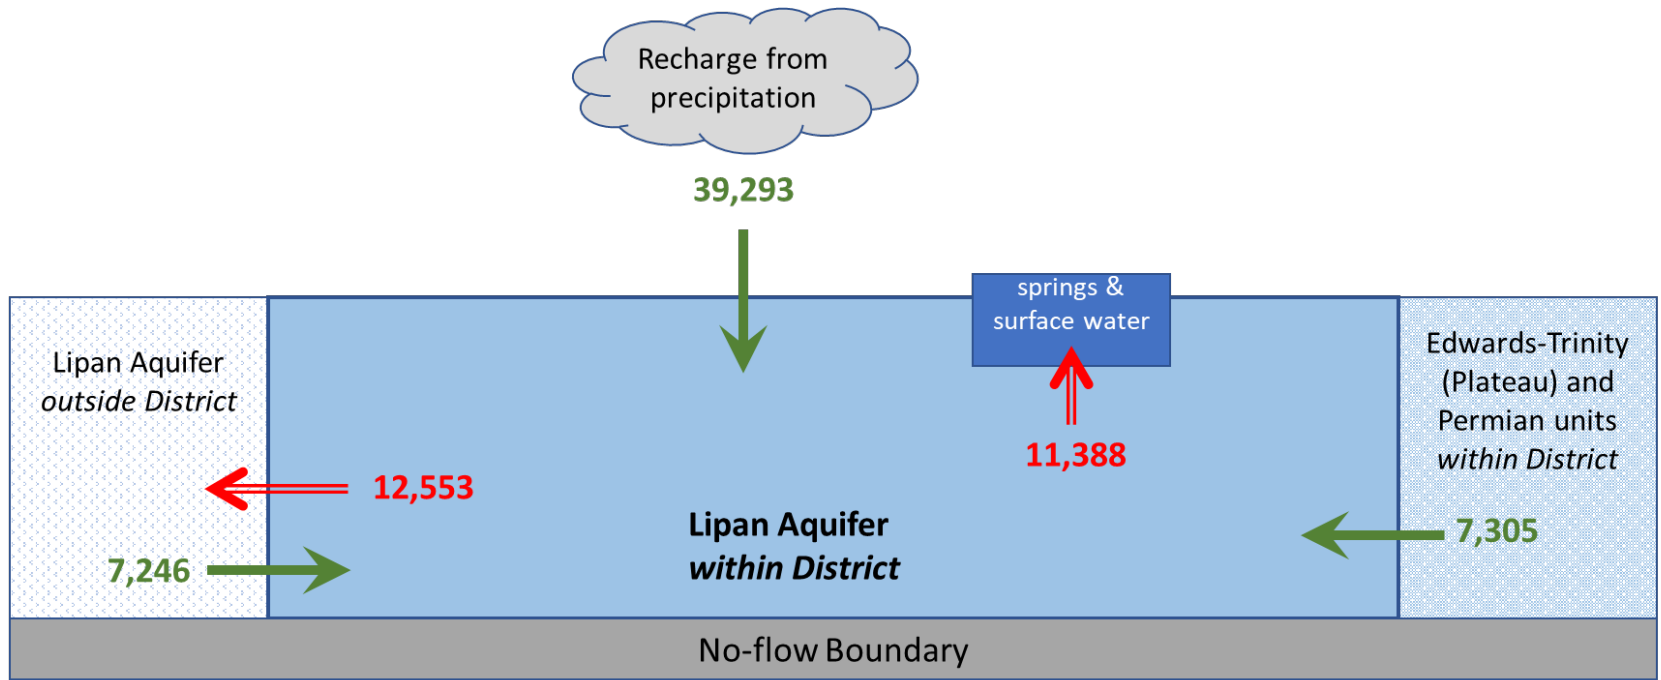 Recharge from
precipitation
39,293
springs &
surface water
Lipan Aquifer
outside District
Edwards-Trinity
(Plateau) and
Permian units
within District
11,388
12,553
Lipan Aquifer
within District
7,305
7,246
No-flow Boundary